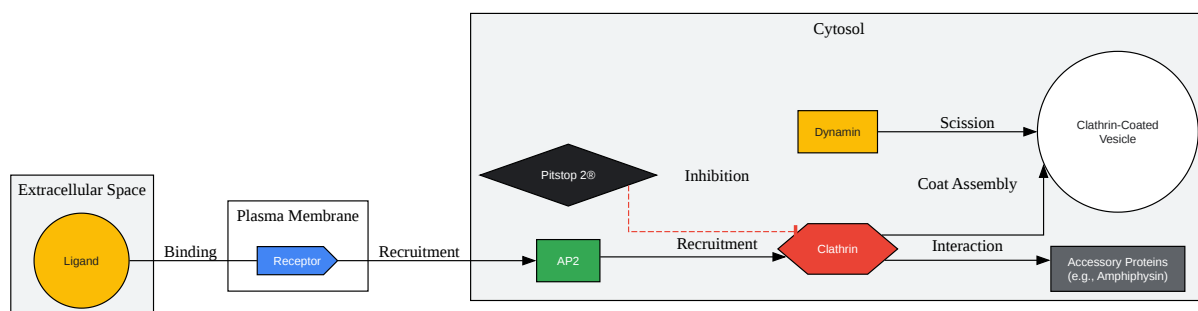 Cytosol
Dynamin
Scission
Clathrin-Coated
Vesicle
Pitstop 2®
Inhibition
Coat Assembly
Extracellular Space
Plasma Membrane
Ligand
Binding
Receptor
Recruitment
AP2
Recruitment
Clathrin
Interaction
Accessory Proteins
(e.g., Amphiphysin)